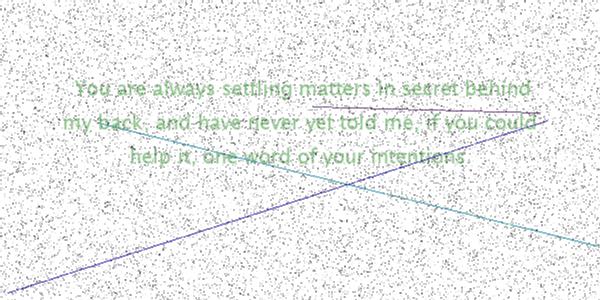 You are always settling matters in secret behind
my back, and have never yet told me, if you could
help it, one word of your intentions.